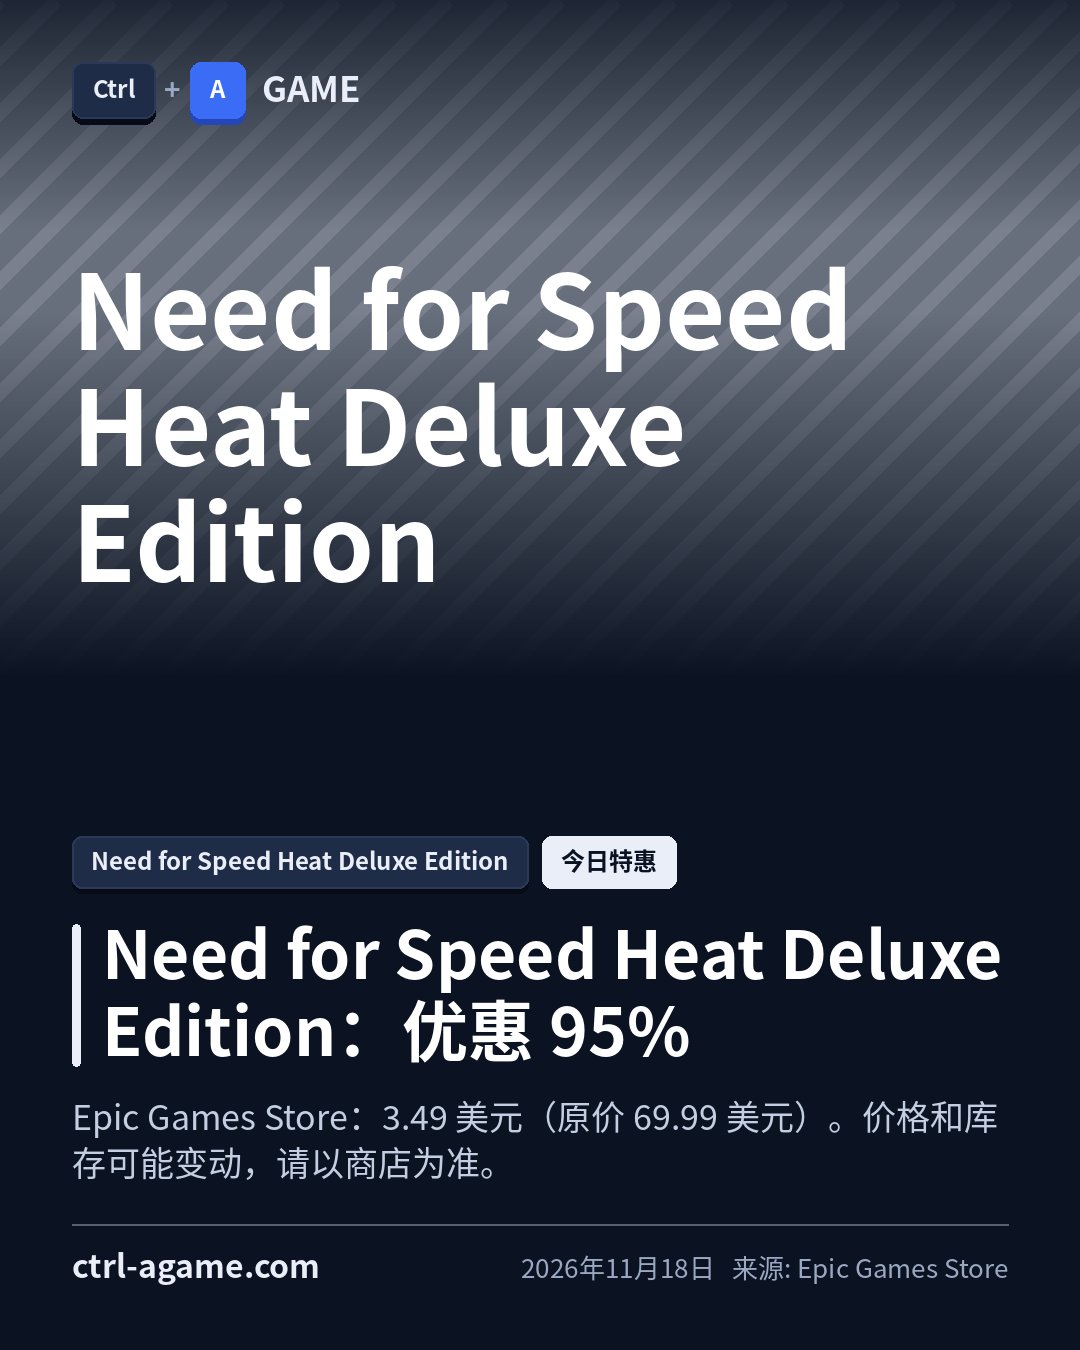 Ctrl + A GAME
Need for Speed
Heat Deluxe
Edition
Need for Speed Heat Deluxe Edition 今日特惠
Need for Speed Heat Deluxe
Edition：优惠 95%
Epic Games Store：3.49 美元（原价 69.99 美元）。价格和库
存可能变动，请以商店为准。
ctrl-agame.com 2026年11月18日 来源: Epic Games Store